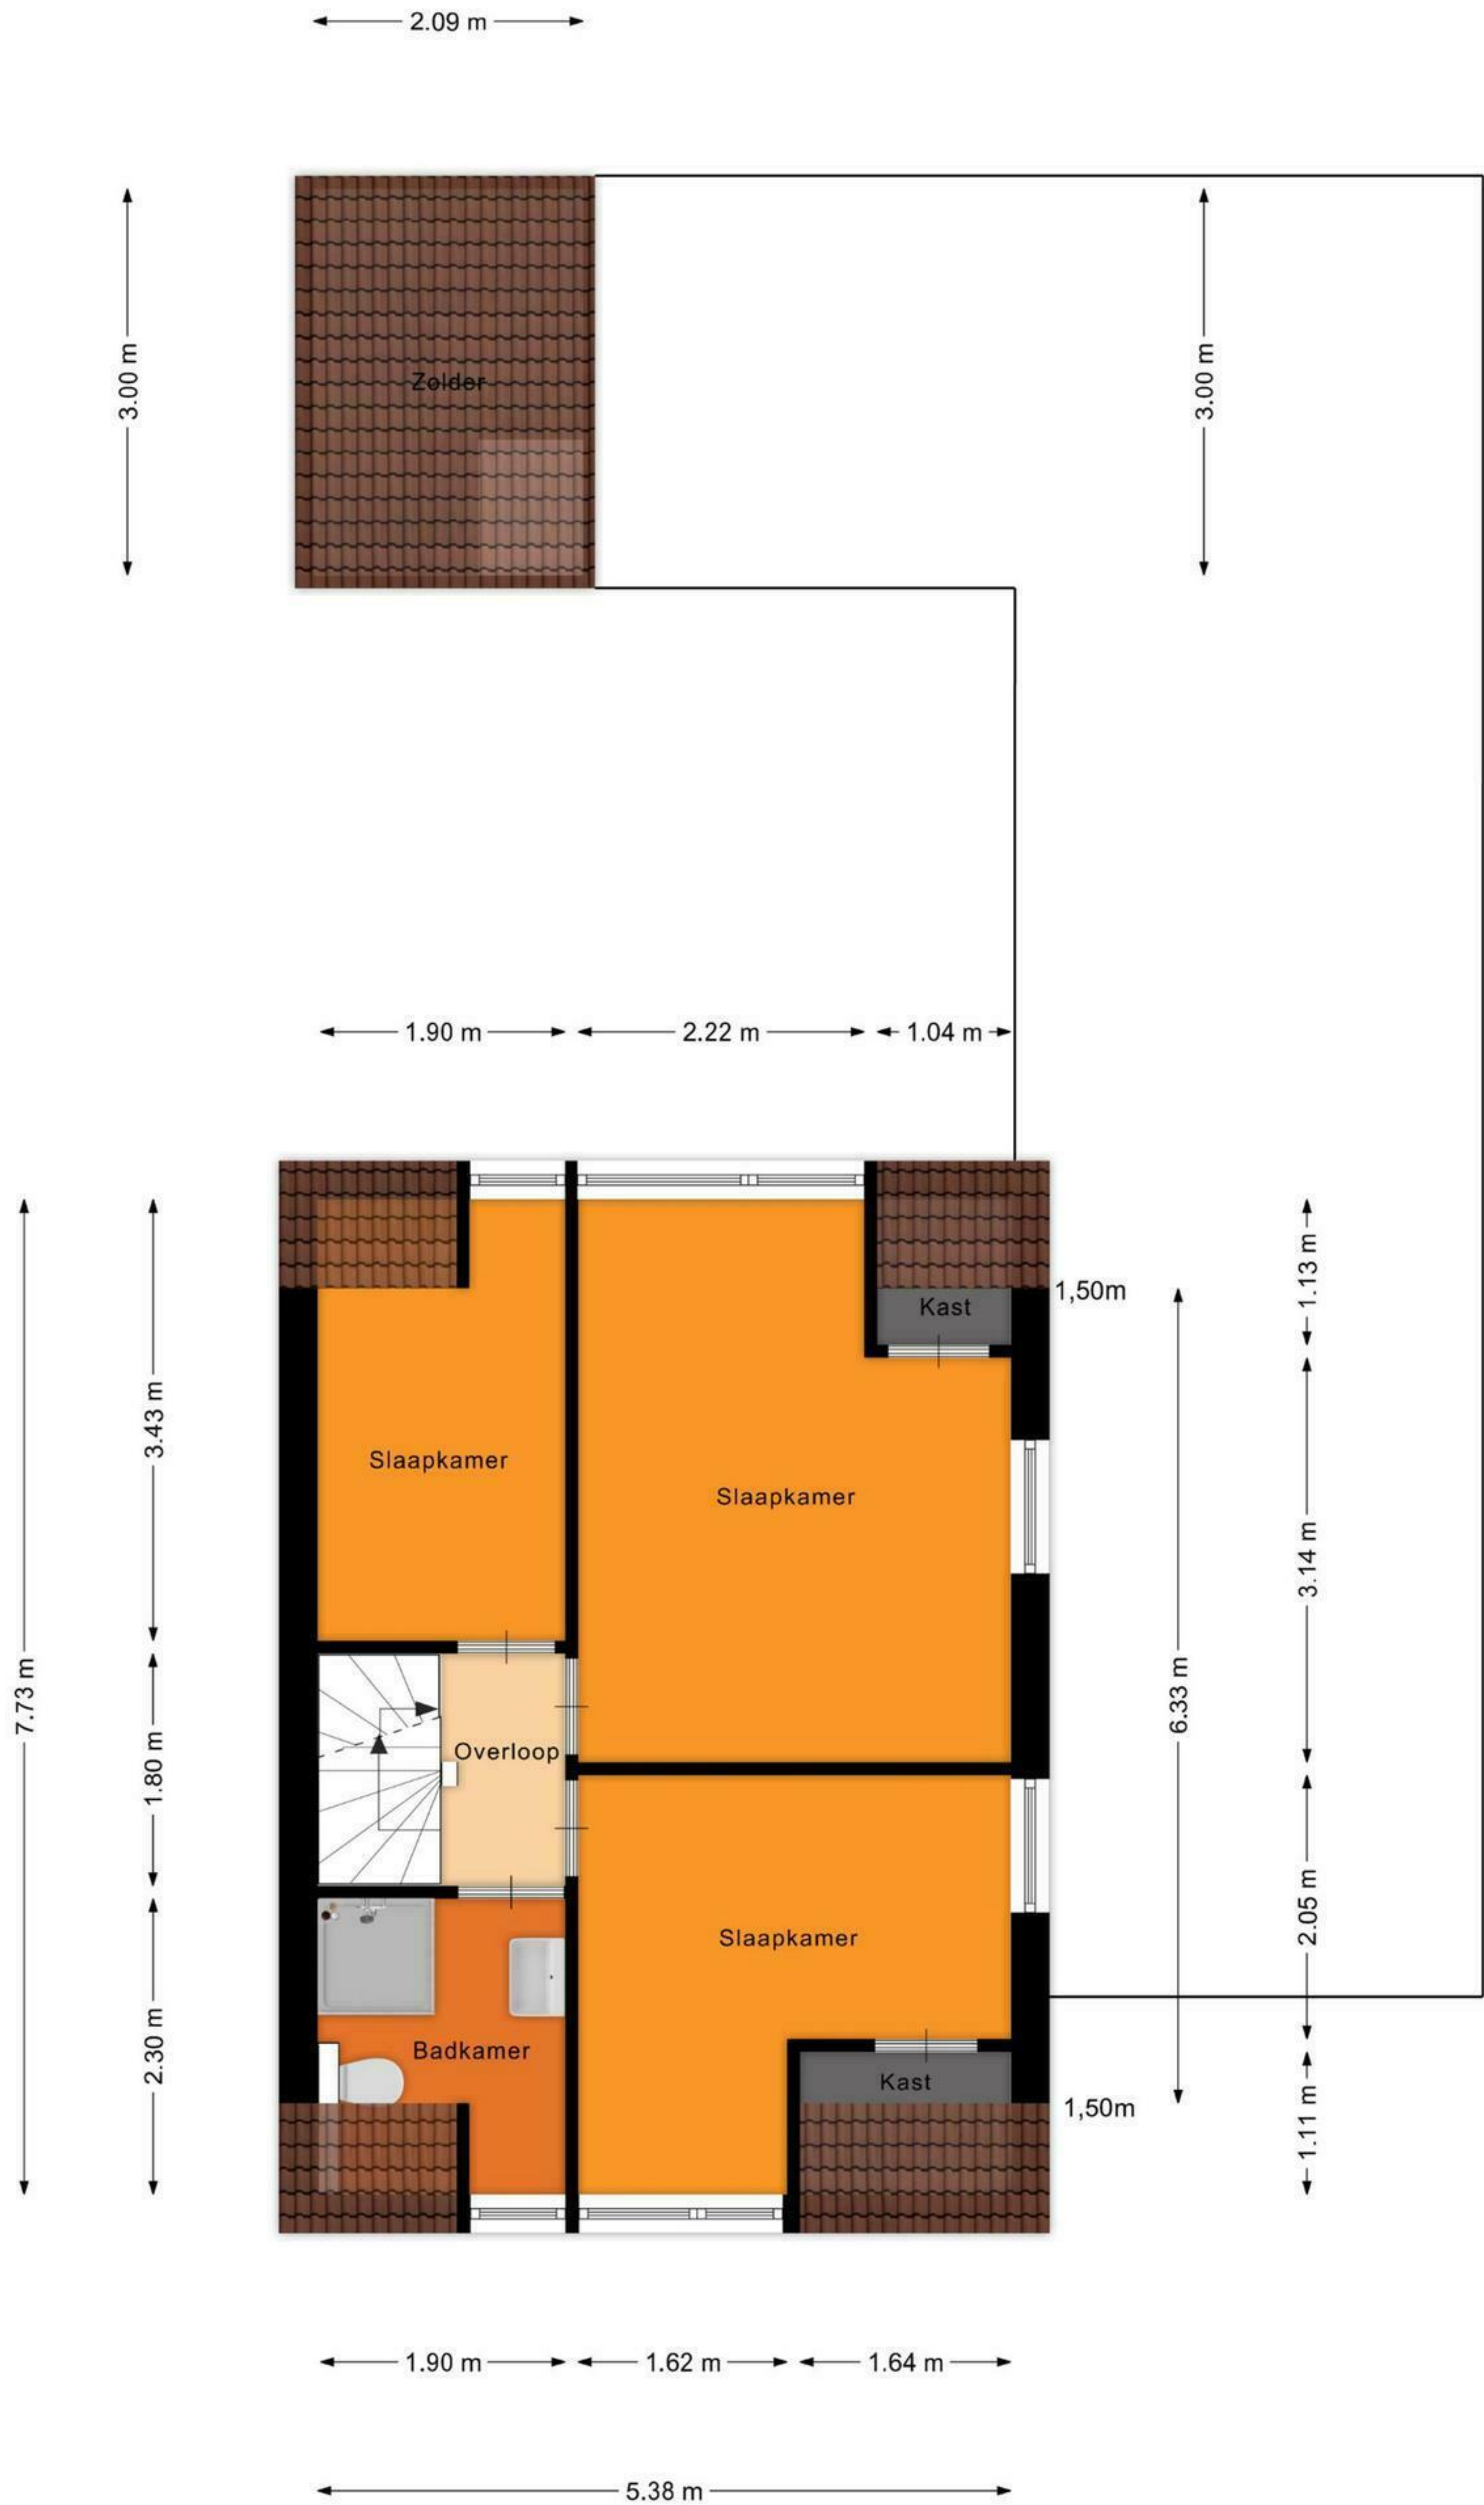 2.09 m
3.00 m
3.00 m
Zolder
1.90 m
2.22 m
1.04 m
1,50m
1.13 m
Kast
3.43 m
Slaapkamer
Slaapkamer
3.14 m
7.73 m
6.33 m
1.80 m
Overloop
2.05 m
Slaapkamer
2.30 m
Badkamer
Kast
1,50m
1.11 m
1.90 m
1.62 m
1.64 m
5.38 m